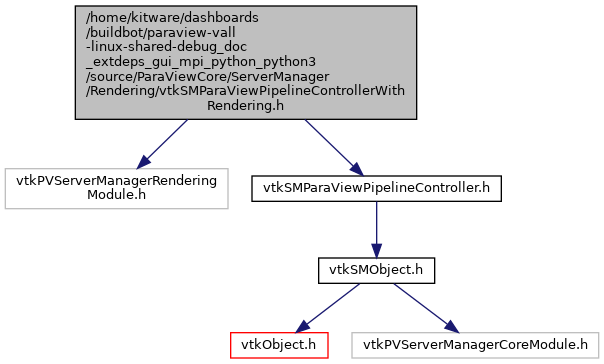 /home/kitware/dashboards
/buildbot/paraview-vall
-linux-shared-debug_doc
_extdeps_gui_mpi_python_python3
/source/ParaViewCore/ServerManager
/Rendering/vtkSMParaViewPipelineControllerWith
Rendering.h
vtkPVServerManagerRendering
Module.h
vtkSMParaViewPipelineController.h
vtkSMObject.h
vtkObject.h
vtkPVServerManagerCoreModule.h